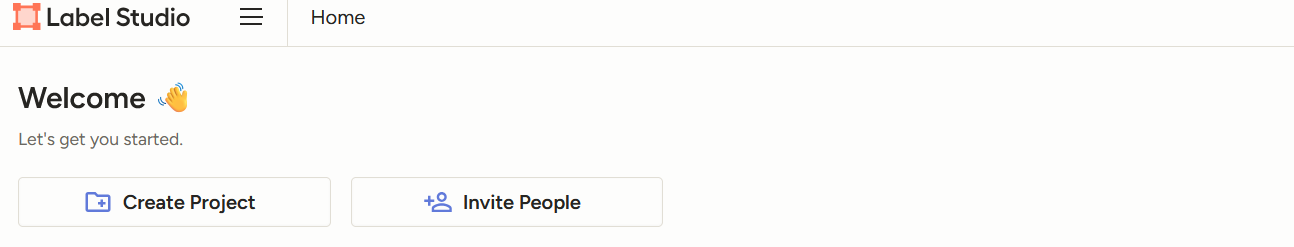 Label Studio
Home
Welcome 👋
Let's get you started.
Create Project
Invite People